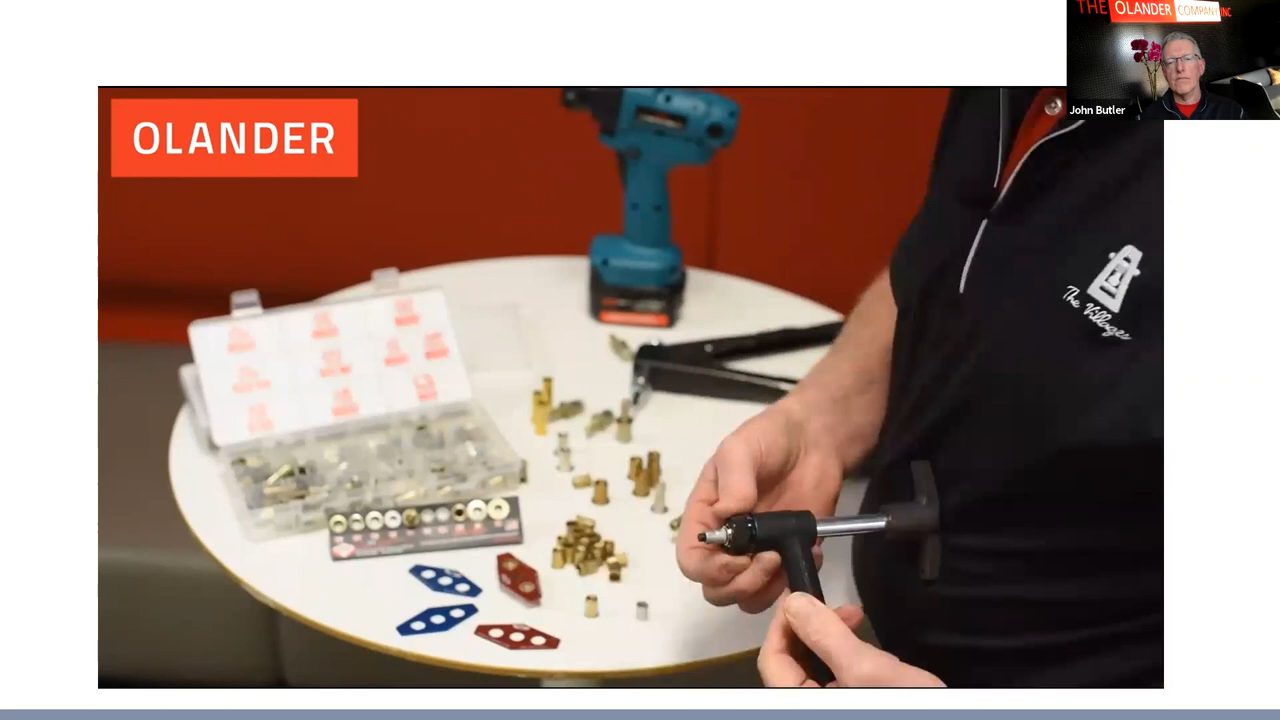 THE OLANDER COMPANY INC
John Butler
OLANDER
The Villages